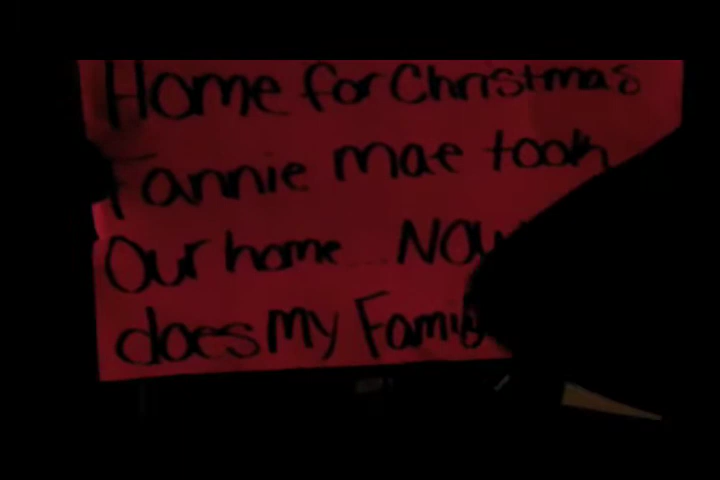 Home for Christmas
Fannie mae took
Our home... NOW
does my Family